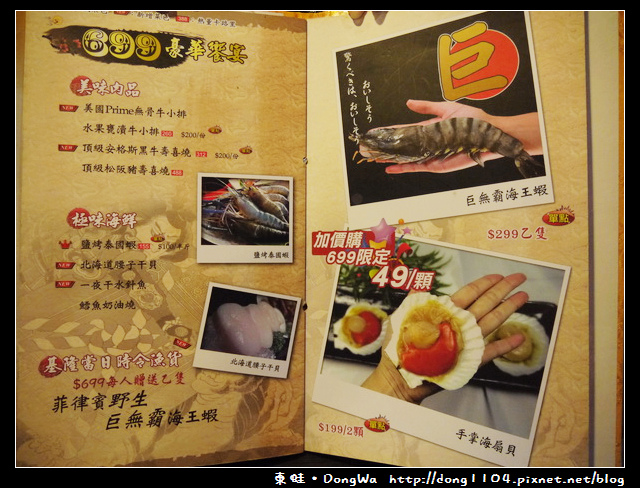 699豪華饗宴
美味肉品
NEW 美國Prime無骨牛小排
水果甕漬牛小排 $200/份
NEW 頂級安格斯黑牛壽喜燒 $200/份
頂級松阪豬壽喜燒
極味海鮮
鹽烤泰國蝦
NEW 北海道腰子干貝
NEW 一夜干水鮮魚
鱈魚奶油燒
基隆當日時令漁貨
$699每人贈送乙隻
菲律賓野生
巨無霸海王蝦
鹽烤泰國蝦
北海道腰子干貝
巨
おいしそう
驚くべきは、おいしそう
巨無霸海王蝦
單點
$299乙隻
加價購
699限定
49/顆
$199/2顆
單點
手掌海扇貝
東旺·DongWa http://dong1104.pixnet.net/blog